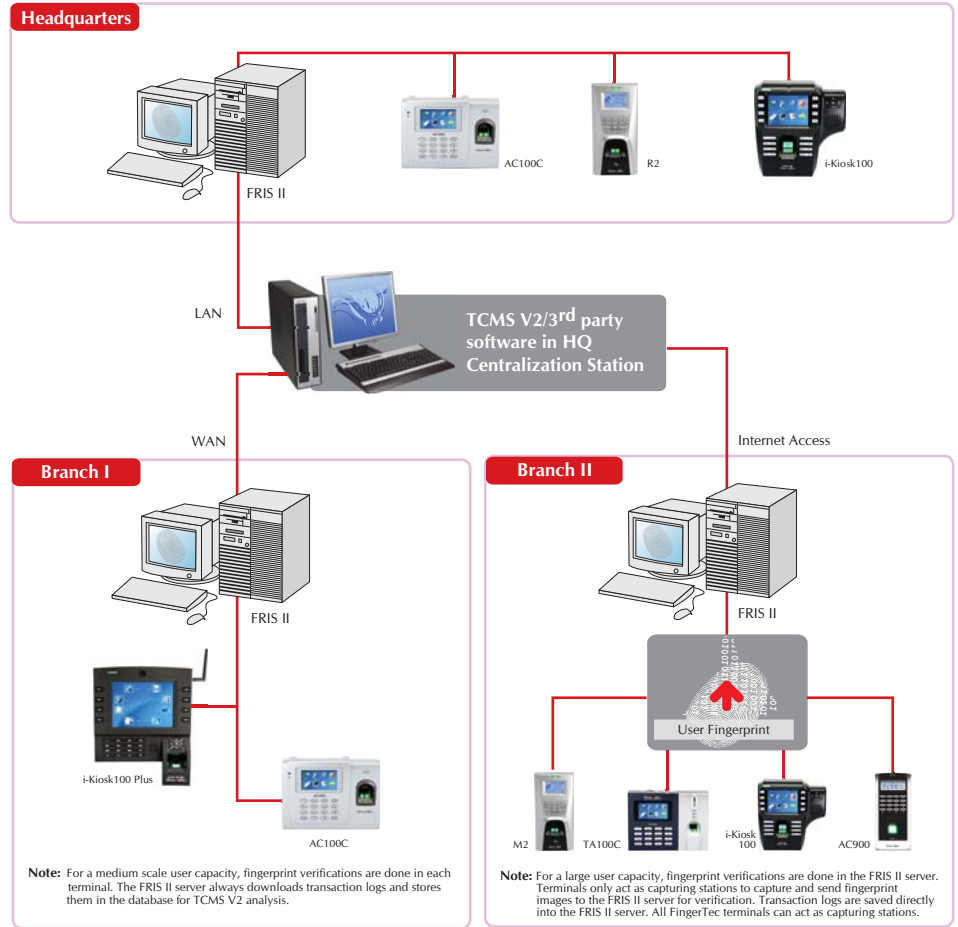 Headquarters
AC100C
R2
i-Kiosk100
FRIS II
LAN
TCMS V2/3rd party
software in HQ
Centralization Station
WAN
Internet Access
Branch I
FRIS II
i-Kiosk100 Plus
AC100C
Note: For a medium scale user capacity, fingerprint verifications are done in each
terminal. The FRIS II server always downloads transaction logs and stores
them in the database for TCMS V2 analysis.
Branch II
FRIS II
User Fingerprint
M2
TA100C
i-Kiosk
100
AC900
Note: For a large user capacity, fingerprint verifications are done in the FRIS II server.
Terminals only act as capturing stations to capture and send fingerprint
images to the FRIS II server for verification. Transaction logs are saved directly
into the FRIS II server. All FingerTec terminals can act as capturing stations.